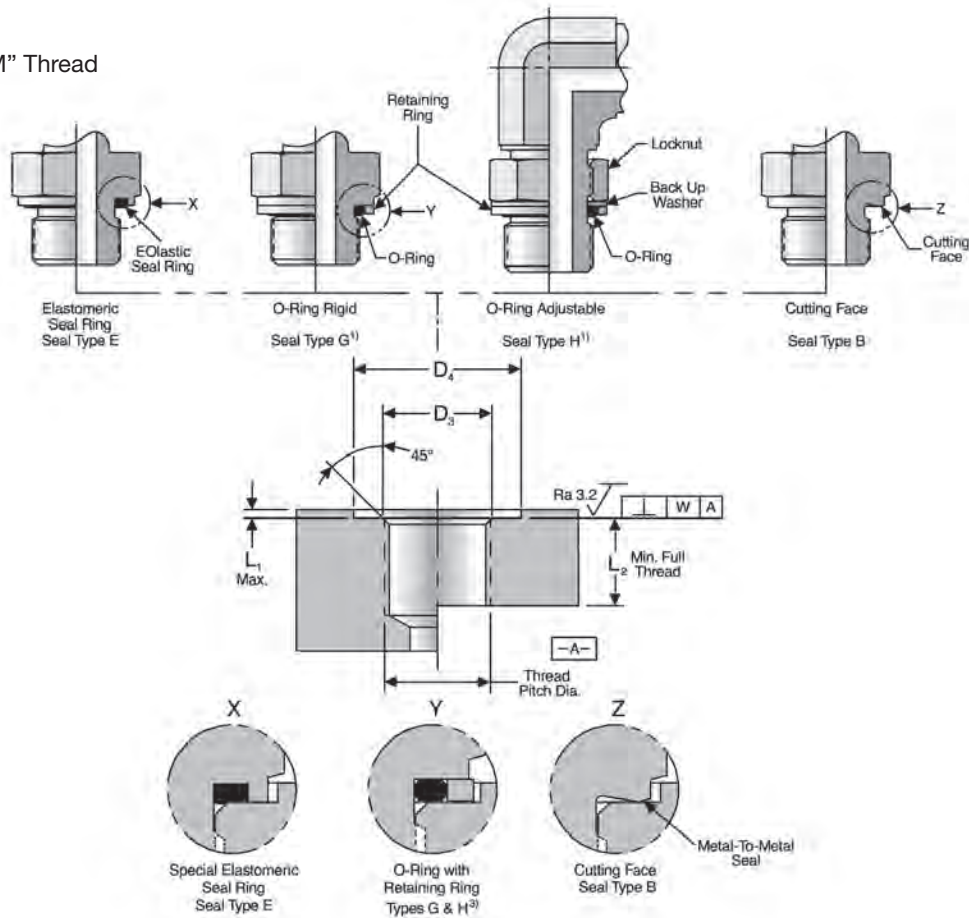 M” Thread
Retaining
Ring
Locknut
Back Up
Washer
O-Ring
X
EOlastic
Seal Ring
Y
O-Ring
Z
Cutting
Face
Elastomeric
Seal Ring
Seal Type E
O-Ring Rigid
Seal Type G1)
O-Ring Adjustable
Seal Type H1)
Cutting Face
Seal Type B
D4
D3
45°
Ra 3.2
⊥ W A
L1
Max.
L2
Min. Full
Thread
–A–
Thread
Pitch Dia.
X
Y
Z
Metal-To-Metal
Seal
Special Elastomeric
Seal Ring
Seal Type E
O-Ring with
Retaining Ring
Types G & H3)
Cutting Face
Seal Type B